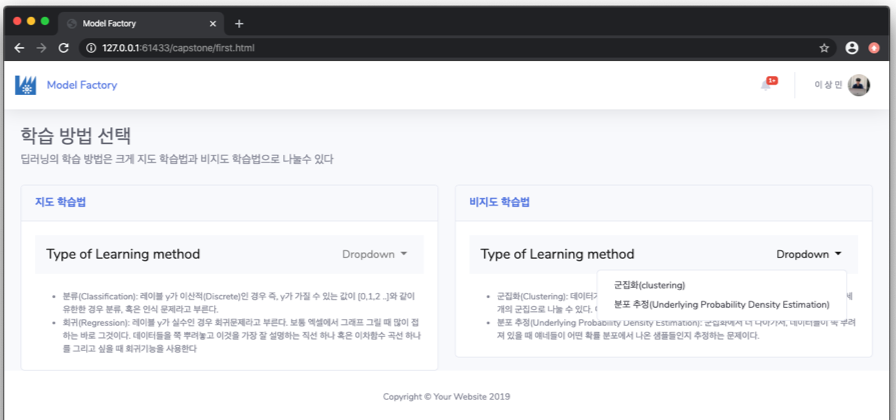 Model Factory
127.0.0.1:61433/capstone/first.html
Model Factory
1+
이상민
학습 방법 선택
딥러닝의 학습 방법은 크게 지도 학습법과 비지도 학습법으로 나눌수 있다
지도 학습법
Type of Learning method
Dropdown
분류(Classification): 레이블 y가 이산적(Discrete)인 경우 즉, y가 가질 수 있는 값이 [0,1,2 ..]와 같이
유한한 경우 분류, 혹은 인식 문제라고 부른다.
회귀(Regression): 레이블 y가 실수인 경우 회귀문제라고 부른다. 보통 엑셀에서 그래프 그릴 때 많이 접
하는 바로 그것이다. 데이터들을 쭉 뿌려놓고 이것을 가장 잘 설명하는 직선 하나 혹은 이차함수 곡선 하나
를 그리고 싶을 때 회귀기능을 사용한다
비지도 학습법
Type of Learning method
Dropdown
군집화(clustering)
분포 추정(Underlying Probability Density Estimation)
군집화(Clustering): 데이터가 세
개의 군집으로 나눌 수 있다.
분포 추정(Underlying Probability Density Estimation): 군집화에서 더 나아가서, 데이터들이 쭉 뿌려
져 있을 때 얘네들이 어떤 확률 분포에서 나온 샘플들인지 추정하는 문제이다.
Copyright © Your Website 2019